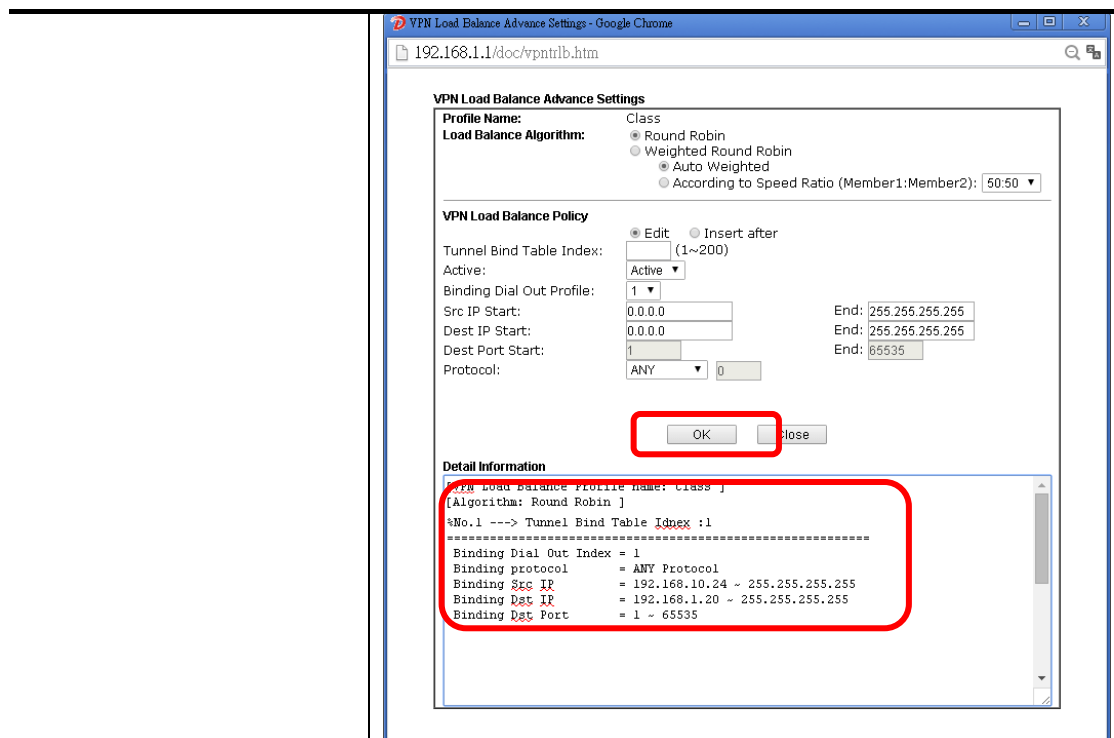 VPN Load Balance Advance Settings - Google Chrome
192.168.1.1/doc/vpntrlb.htm
VPN Load Balance Advance Settings
Profile Name: Class
Load Balance Algorithm: Round Robin
Weighted Round Robin
Auto Weighted
According to Speed Ratio (Member1:Member2): 50:50
VPN Load Balance Policy
Edit Insert after
Tunnel Bind Table Index: (1~200)
Active: Active
Binding Dial Out Profile: 1
Src IP Start: 0.0.0.0 End: 255.255.255.255
Dest IP Start: 0.0.0.0 End: 255.255.255.255
Dest Port Start: 1 End: 65535
Protocol: ANY 0
OK Close
Detail Information
[VPN Load Balance Profile name: Class ]
[Algorithm: Round Robin ]
%No.1 ---> Tunnel Bind Table Idnex :1
===========================================================
Binding Dial Out Index = 1
Binding protocol = ANY Protocol
Binding Src IP = 192.168.10.24 ~ 255.255.255.255
Binding Dst IP = 192.168.1.20 ~ 255.255.255.255
Binding Dst Port = 1 ~ 65535